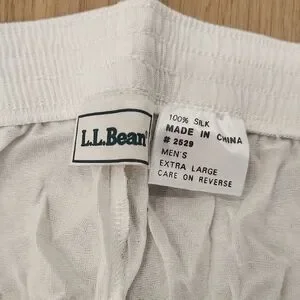 L.L.Bean®
100% SILK
MADE IN CHINA
# 2529
MEN'S
EXTRA LARGE
CARE ON REVERSE